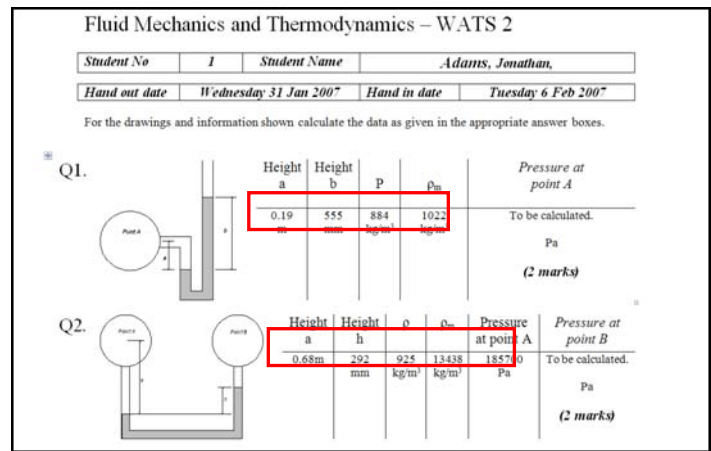 Fluid Mechanics and Thermodynamics – WATS 2
Student No 1 Student Name Adams, Jonathan,
Hand out date Wednesday 31 Jan 2007 Hand in date Tuesday 6 Feb 2007
For the drawings and information shown calculate the data as given in the appropriate answer boxes.
Q1.
Height a Height b P ρm Pressure at point A
0.19 m 555 mm 884 kg/m³ 1022 kg/m³ To be calculated.
Pa
(2 marks)
Point A
Q2.
Height a Height h ρ ρm Pressure at point A Pressure at point B
0.68m 292 mm 925 kg/m³ 13438 kg/m³ 185700 Pa To be calculated.
Pa
(2 marks)
Point A
Point B